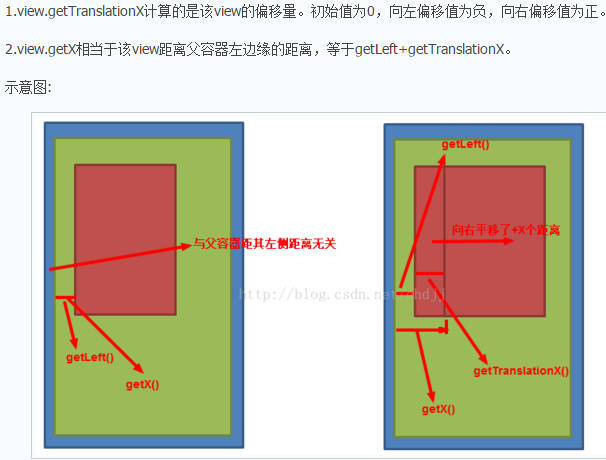 1.view.getTranslationX计算的是该view的偏移量。初始值为0，向左偏移值为负，向右偏移值为正。
2.view.getX相当于该view距离父容器左边缘的距离，等于getLeft+getTranslationX。
示意图:
getLeft()
向右平移了+X个距离
与父容器距其左侧距离无关
http://blog.csdn.net/
getLeft()
getX()
getTranslationX()
getX()